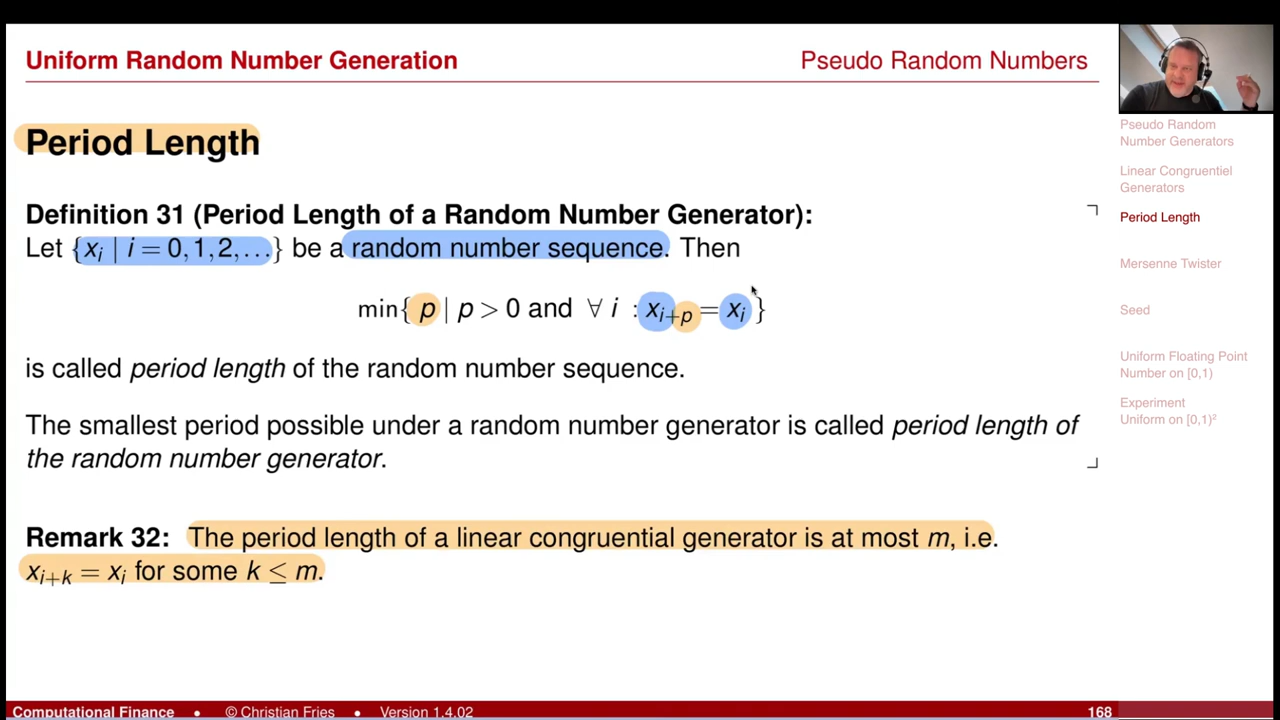 Uniform Random Number Generation
Pseudo Random Numbers
Period Length
Definition 31 (Period Length of a Random Number Generator):
Let {x_i | i = 0, 1, 2, ...} be a random number sequence. Then
min{ p | p > 0 and ∀ i : x_{i+p} = x_i }
is called period length of the random number sequence.
The smallest period possible under a random number generator is called period length of
the random number generator.
Remark 32: The period length of a linear congruential generator is at most m, i.e.
x_{i+k} = x_i for some k ≤ m.
Pseudo Random
Number Generators
Linear Congruentiel
Generators
Period Length
Mersenne Twister
Seed
Uniform Floating Point
Number on [0,1)
Experiment
Uniform on [0,1)²
Computational Finance • © Christian Fries • Version 1.4.02
168